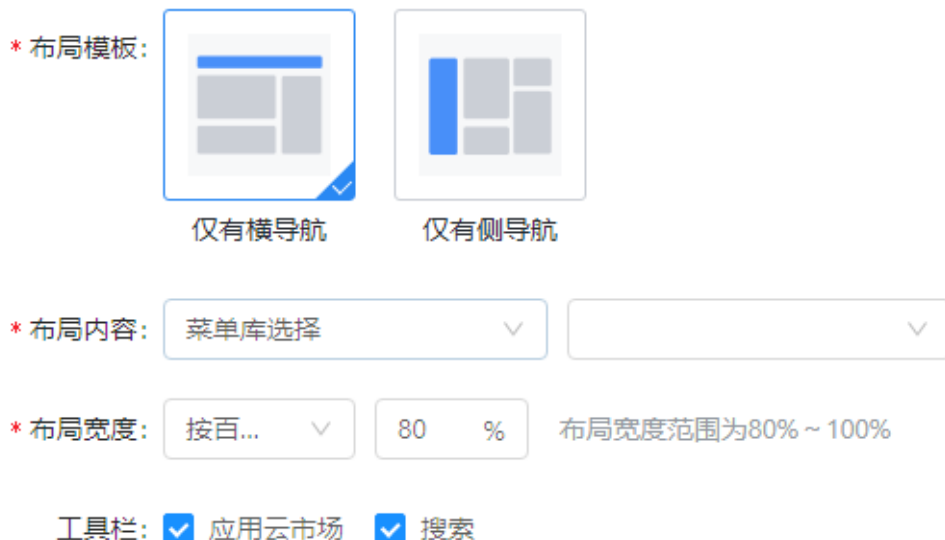 * 布局模板:
仅有横导航 仅有侧导航
* 布局内容: 菜单库选择
* 布局宽度: 按百... 80 % 布局宽度范围为80% ~ 100%
工具栏: 应用云市场 搜索